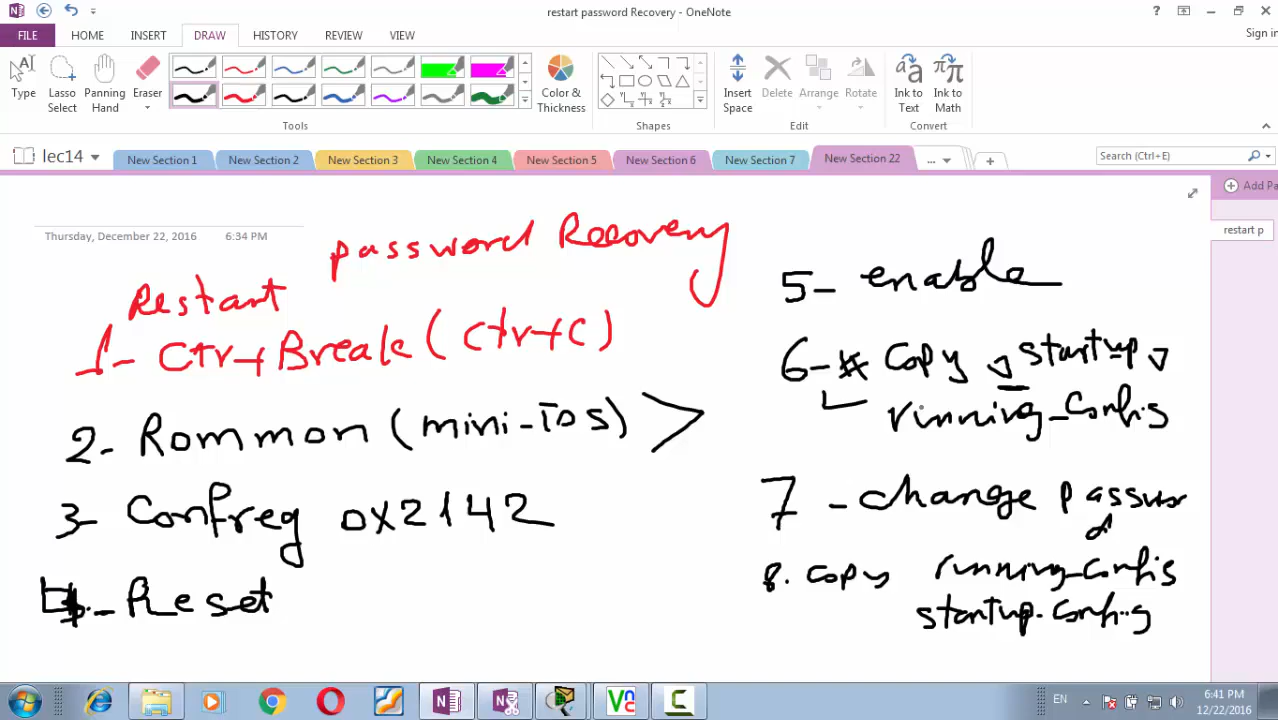 restart password Recovery - OneNote
Sign in
FILE HOME INSERT DRAW HISTORY REVIEW VIEW
Type
Lasso Select
Panning Hand
Eraser
Color & Thickness
Insert Space
Delete
Arrange
Rotate
Ink to Text
Ink to Math
Tools Shapes Edit Convert
lec14 New Section 1 New Section 2 New Section 3 New Section 4 New Section 5 New Section 6 New Section 7 New Section 22 ... + Search (Ctrl+E)
Add Pa
restart p
Thursday, December 22, 2016 6:34 PM
password Recovery
Restart
1- Ctr+Break (Ctr+C)
2- Rommon (mini-IOS) >
3- Confreg 0x2142
4- Reset
5- enable
6- # Copy startup
running-Config
7 - change passwor
d
8. copy running-config
startup-config
EN 6:41 PM
12/22/2016